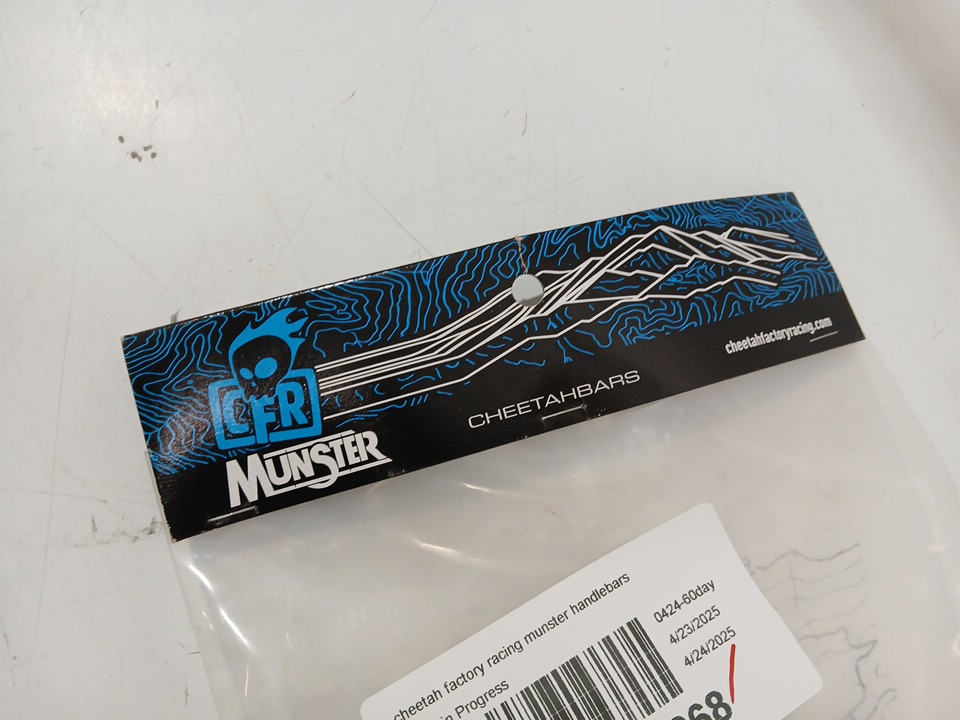 CFR
MUNSTER
CHEETAHBARS
cheetahfactoryracing.com
cheetah factory racing munster handlebars
in Progress
0424-60day
4/23/2025
4/24/2025
68